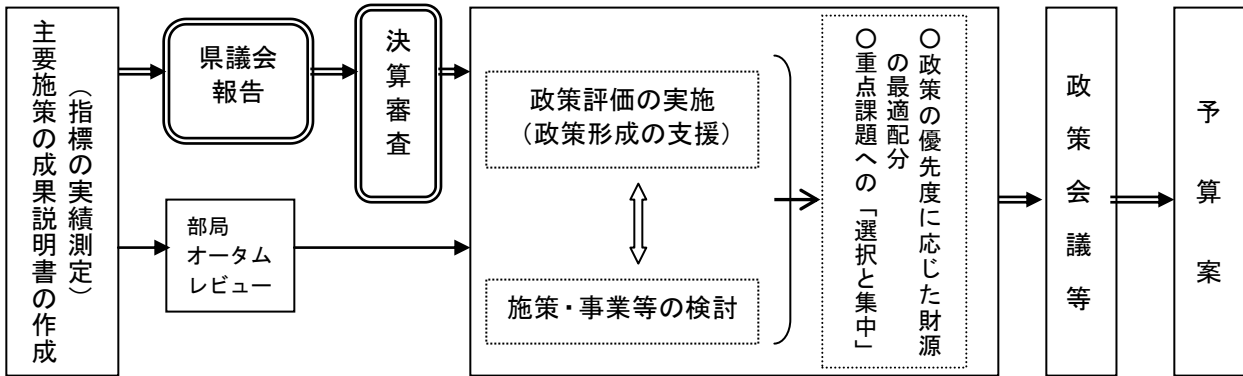 主要施策の成果説明書の作成
（指標の実績測定）
県議会
報告
決算審査
部局
オータム
レビュー
政策評価の実施
（政策形成の支援）
施策・事業等の検討
○政策の優先度に応じた財源
の最適配分
○重点課題への「選択と集中」
政策会議等
予算案